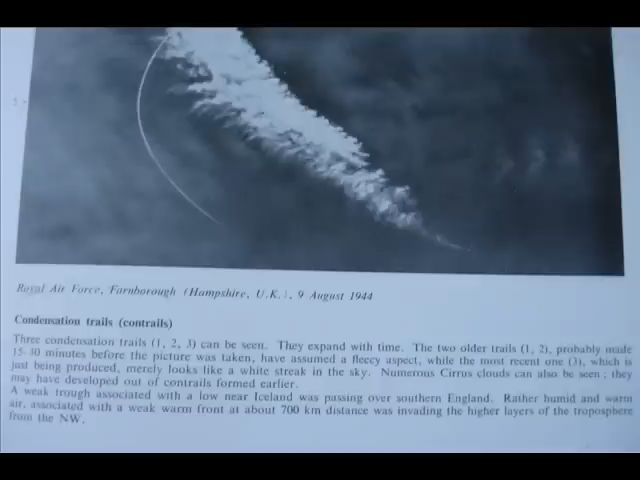 Royal Air Force, Farnborough (Hampshire, U.K.), 9 August 1944
Condensation trails (contrails)
Three condensation trails (1, 2, 3) can be seen. They expand with time. The two older trails (1, 2), probably made
15-30 minutes before the picture was taken, have assumed a fleecy aspect, while the most recent one (3), which is
just being produced, merely looks like a white streak in the sky. Numerous Cirrus clouds can also be seen; they
may have developed out of contrails formed earlier.
A weak trough associated with a low near Iceland was passing over southern England. Rather humid and warm
air, associated with a weak warm front at about 700 km distance was invading the higher layers of the troposphere
from the NW.